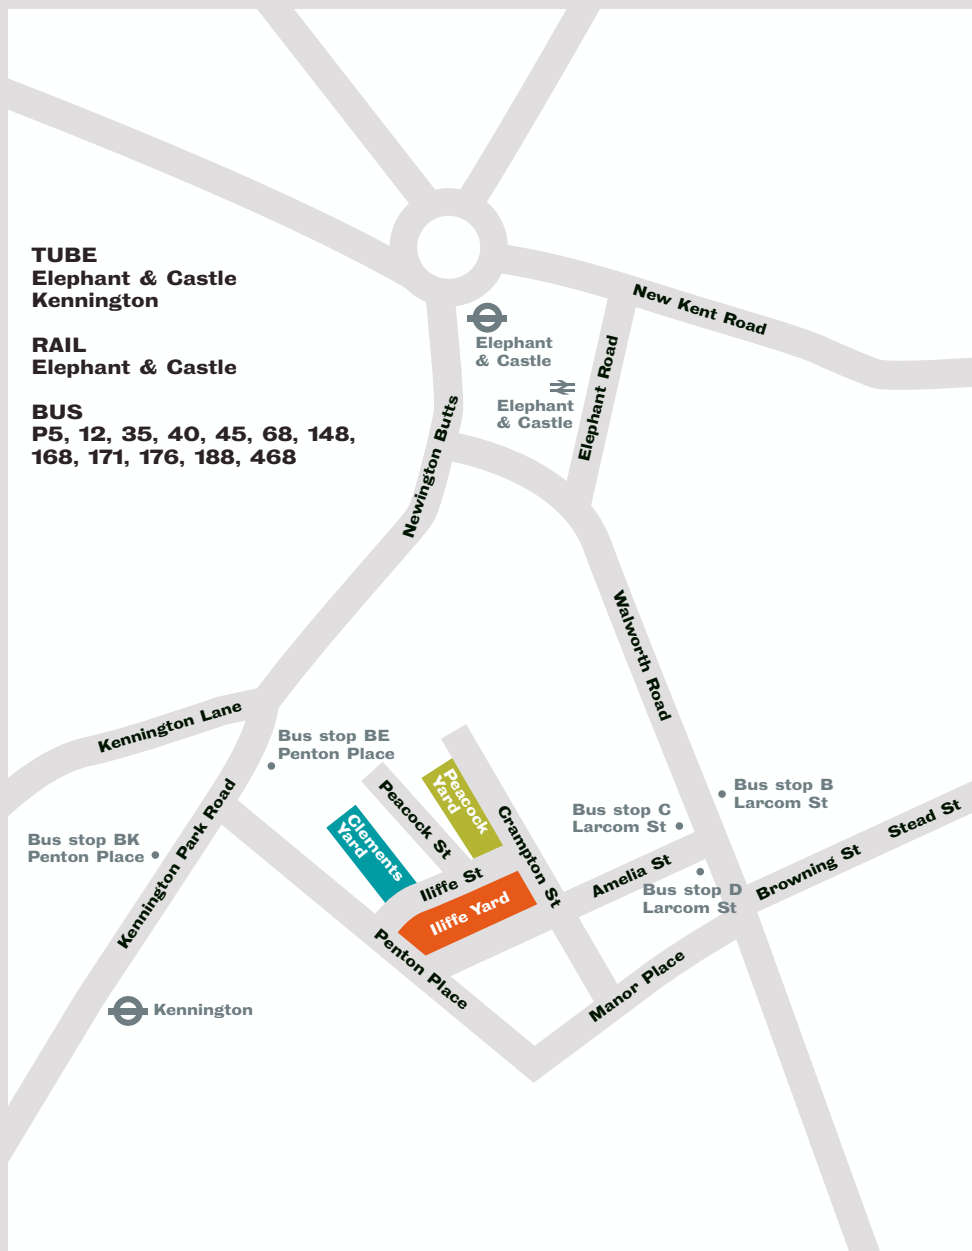 TUBE
Elephant & Castle
Kennington
RAIL
Elephant & Castle
BUS
P5, 12, 35, 40, 45, 68, 148,
168, 171, 176, 188, 468
New Kent Road
Elephant
& Castle
Elephant
& Castle
Elephant Road
Newington Butts
Walworth Road
Kennington Lane
Bus stop BE
Penton Place
Kennington Park Road
Bus stop BK
Penton Place
Peacock St
Peacock
Yard
Clements
Yard
Crampton St
Iliffe St
Iliffe Yard
Bus stop C
Larcom St
Bus stop B
Larcom St
Amelia St
Bus stop D
Larcom St
Browning St
Stead St
Penton Place
Manor Place
Kennington